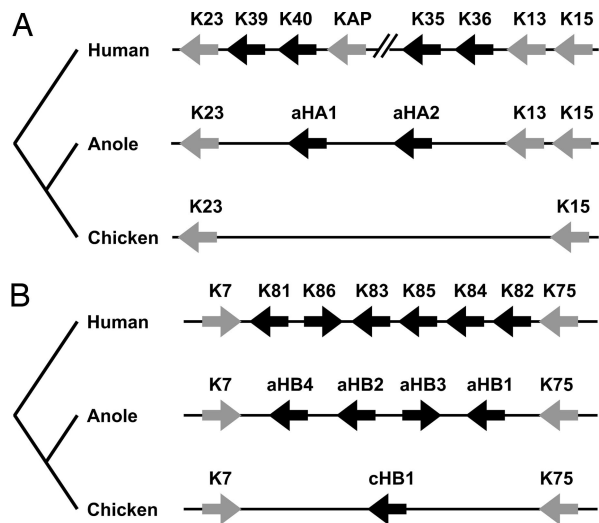 A
K23 K39 K40 KAP K35 K36 K13 K15
Human
K23 aHA1 aHA2 K13 K15
Anole
K23 K15
Chicken
B
K7 K81 K86 K83 K85 K84 K82 K75
Human
K7 aHB4 aHB2 aHB3 aHB1 K75
Anole
K7 cHB1 K75
Chicken